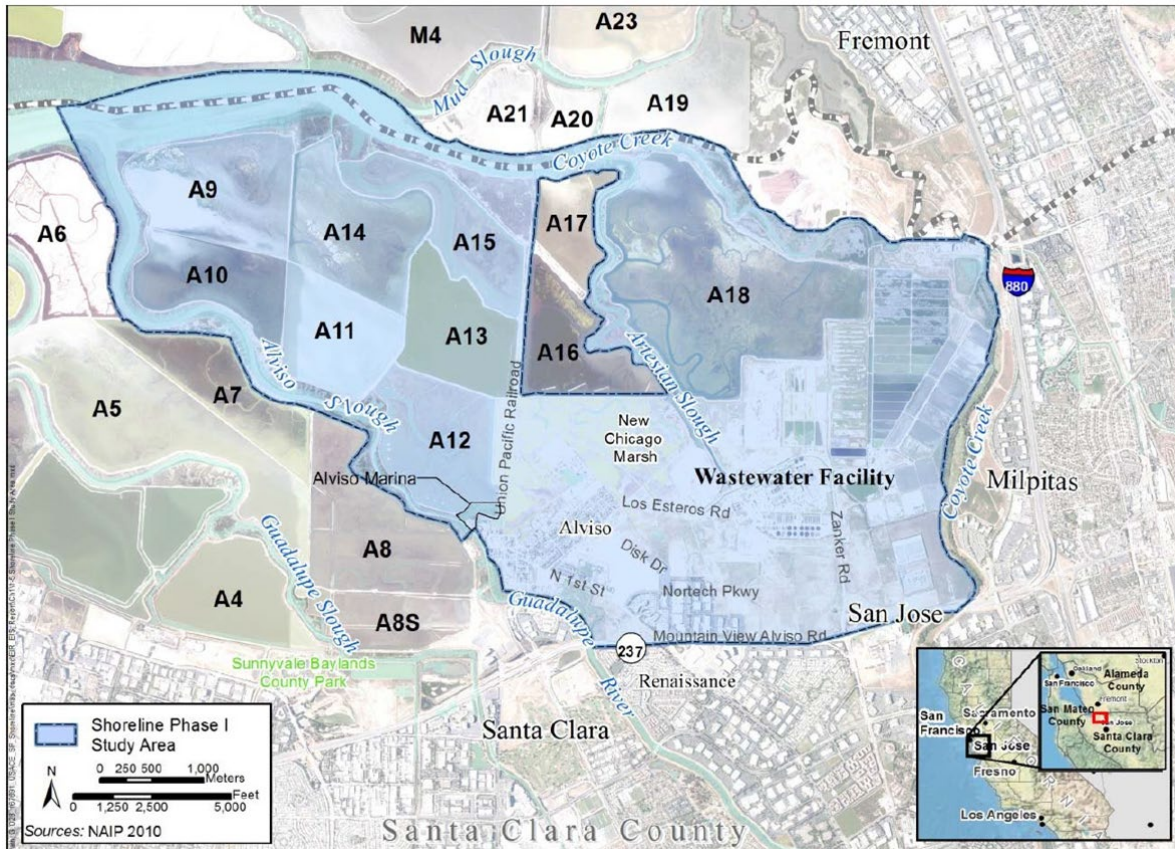 M4
A23
Fremont
Mud Slough
A21
A20
A19
Coyote Creek
A9
A14
A15
A17
A6
A10
A18
880
A11
A13
A16
Artesian Slough
Alviso Slough
A5
A7
New
Chicago
Marsh
A12
Union Pacific Railroad
Wastewater Facility
Coyote Creek
Milpitas
Alviso Marina
Los Esteros Rd
Alviso
Zanker Rd
Disk Dr
Guadalupe Slough
A8
N 1st St
Nortech Pkwy
A4
A8S
Guadalupe River
San Jose
Mountain View Alviso Rd
237
Sunnyvale Baylands
County Park
Renaissance
Santa Clara
Shoreline Phase I
Study Area
N
0 250 500 1,000
Meters
Feet
0 1,250 2,500 5,000
Sources: NAIP 2010
Santa Clara County
San
Francisco
Sacramento
San Jose
Fresno
Los Angeles
Stockton
Oakland
San Francisco
Alameda
County
Fremont
San Mateo
County
San Jose
Santa Clara
County